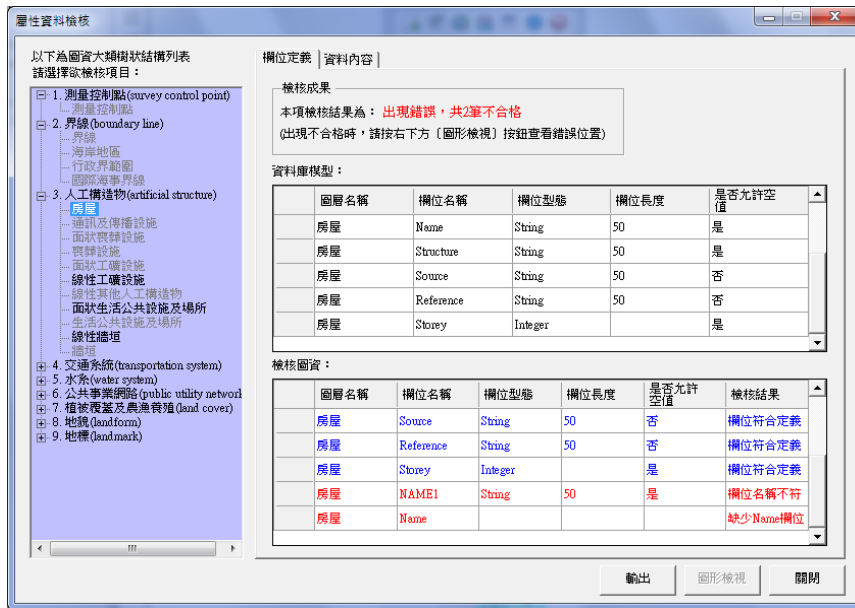 屬性資料檢核
以下為圖資大類樹狀結構列表
請選擇欲檢核項目：
1. 測量控制點(survey control point)
測量控制點
2. 界線(boundary line)
界線
海岸地區
行政界範圍
國際海事界線
3. 人工構造物(artificial structure)
房屋
通訊及傳播設施
面狀喪葬設施
喪葬設施
面狀工礦設施
線性工礦設施
線性其他人工構造物
面狀生活公共設施及場所
生活公共設施及場所
線性牆垣
牆垣
4. 交通系統(transportation system)
5. 水系(water system)
6. 公共事業網路(public utility network
7. 植被覆蓋及農漁養殖(land cover)
8. 地貌(landform)
9. 地標(landmark)
欄位定義 資料內容
檢核成果
本項檢核結果為： 出現錯誤，共2筆不合格
(出現不合格時，請按右下方〔圖形檢視〕按鈕查看錯誤位置)
資料庫模型：
圖層名稱 欄位名稱 欄位型態 欄位長度 是否允許空值
房屋 Name String 50 是
房屋 Structure String 50 是
房屋 Source String 50 否
房屋 Reference String 50 否
房屋 Storey Integer 是
檢核圖資：
圖層名稱 欄位名稱 欄位型態 欄位長度 是否允許空值 檢核結果
房屋 Source String 50 否 欄位符合定義
房屋 Reference String 50 否 欄位符合定義
房屋 Storey Integer 是 欄位符合定義
房屋 NAME1 String 50 是 欄位名稱不符
房屋 Name 缺少Name欄位
輸出 圖形檢視 關閉